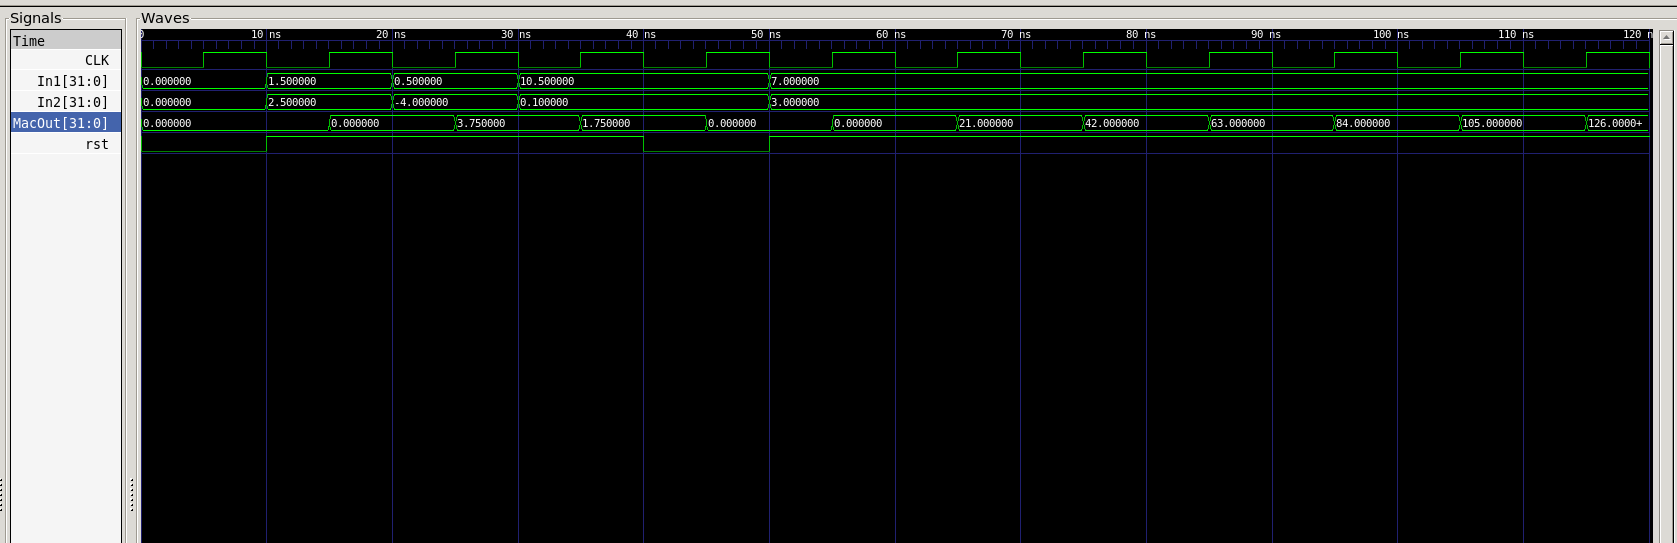 Signals Waves
Time 0 10 ns 20 ns 30 ns 40 ns 50 ns 60 ns 70 ns 80 ns 90 ns 100 ns 110 ns 120 n
CLK
In1[31:0] 0.000000 1.500000 0.500000 10.500000 7.000000
In2[31:0] 0.000000 2.500000 -4.000000 0.100000 3.000000
MacOut[31:0] 0.000000 0.000000 3.750000 1.750000 0.000000 0.000000 21.000000 42.000000 63.000000 84.000000 105.000000 126.0000+
rst